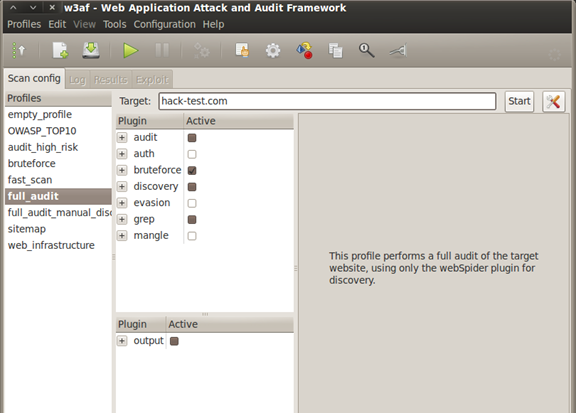 w3af - Web Application Attack and Audit Framework
Profiles Edit View Tools Configuration Help
Scan config Log Results Exploit
Profiles
empty_profile
OWASP_TOP10
audit_high_risk
bruteforce
fast_scan
full_audit
full_audit_manual_disc
sitemap
web_infrastructure
Target: hack-test.com Start
Plugin Active
audit
auth
bruteforce
discovery
evasion
grep
mangle
Plugin Active
output
This profile performs a full audit of the target
website, using only the webSpider plugin for
discovery.